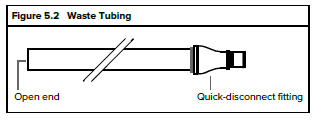 Figure 5.2 Waste Tubing
Open end
Quick-disconnect fitting